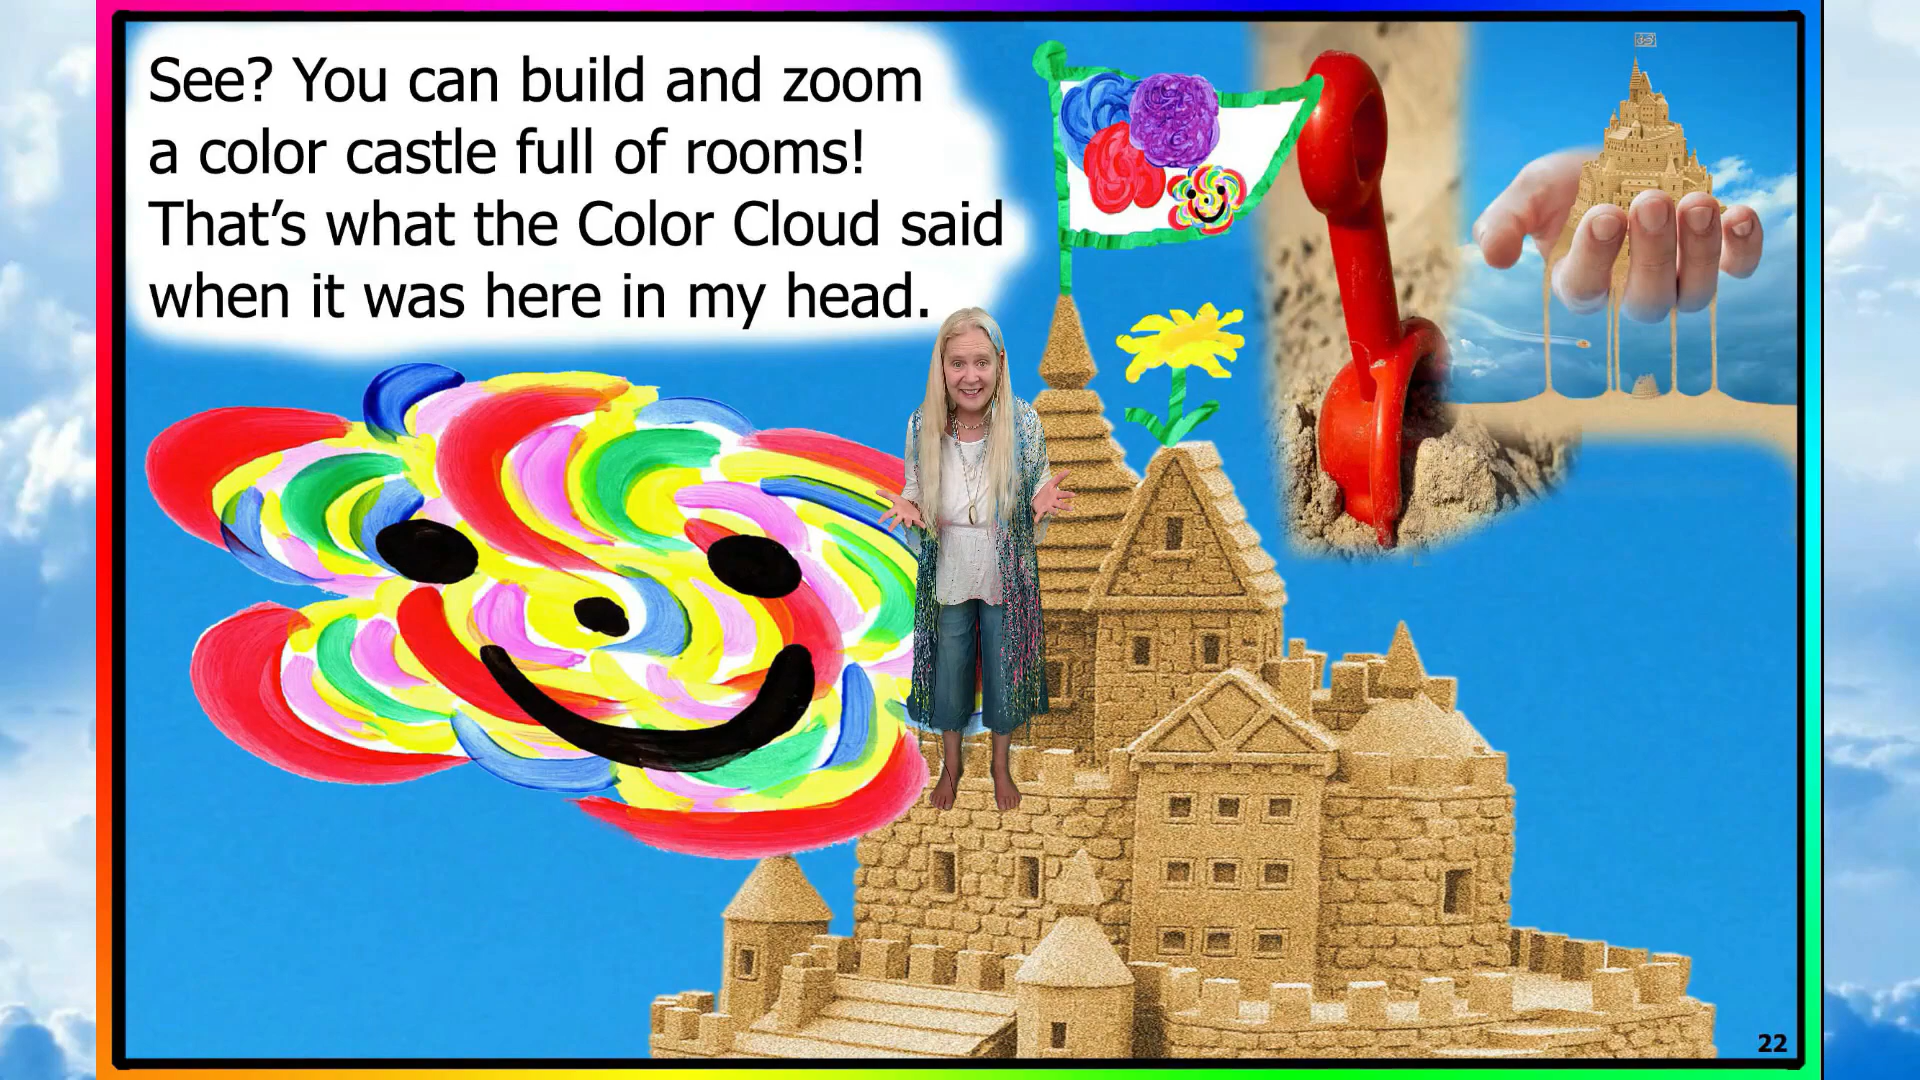 See? You can build and zoom
a color castle full of rooms!
That’s what the Color Cloud said
when it was here in my head.
22